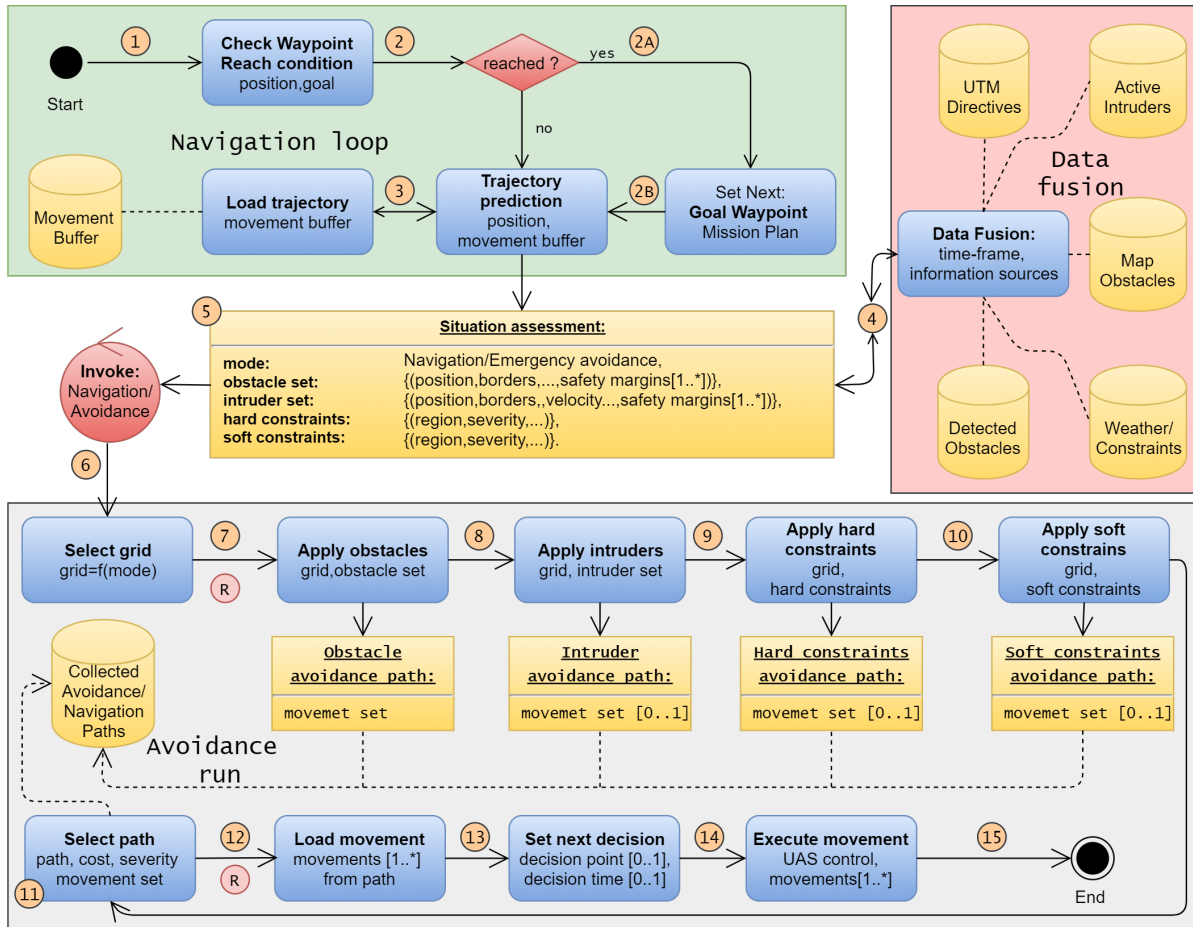 1
Check Waypoint
Reach condition
position,goal
2
reached ?
yes
2A
Start
no
Navigation loop
Movement
Buffer
Load trajectory
movement buffer
3
Trajectory
prediction
position,
movement buffer
2B
Set Next:
Goal Waypoint
Mission Plan
UTM
Directives
Active
Intruders
Data
fusion
Data Fusion:
time-frame,
information sources
Map
Obstacles
4
Detected
Obstacles
Weather/
Constraints
5
Situation assessment:
mode: Navigation/Emergency avoidance,
obstacle set: {(position,borders,...,safety margins[1..*])},
intruder set: {(position,borders,,velocity...,safety margins[1..*])},
hard constraints: {(region,severity,...)},
soft constraints: {(region,severity,...)}.
Invoke:
Navigation/
Avoidance
6
Select grid
grid=f(mode)
7
R
Apply obstacles
grid,obstacle set
8
Apply intruders
grid, intruder set
9
Apply hard
constraints
grid,
hard constraints
10
Apply soft
constrains
grid,
soft constraints
Collected
Avoidance/
Navigation
Paths
Obstacle
avoidance path:
movemet set
Intruder
avoidance path:
movemet set [0..1]
Hard constraints
avoidance path:
movemet set [0..1]
Soft constraints
avoidance path:
movemet set [0..1]
Avoidance
run
Select path
path, cost, severity
movement set
11
12
R
Load movement
movements [1..*]
from path
13
Set next decision
decision point [0..1],
decision time [0..1]
14
Execute movement
UAS control,
movements[1..*]
15
End